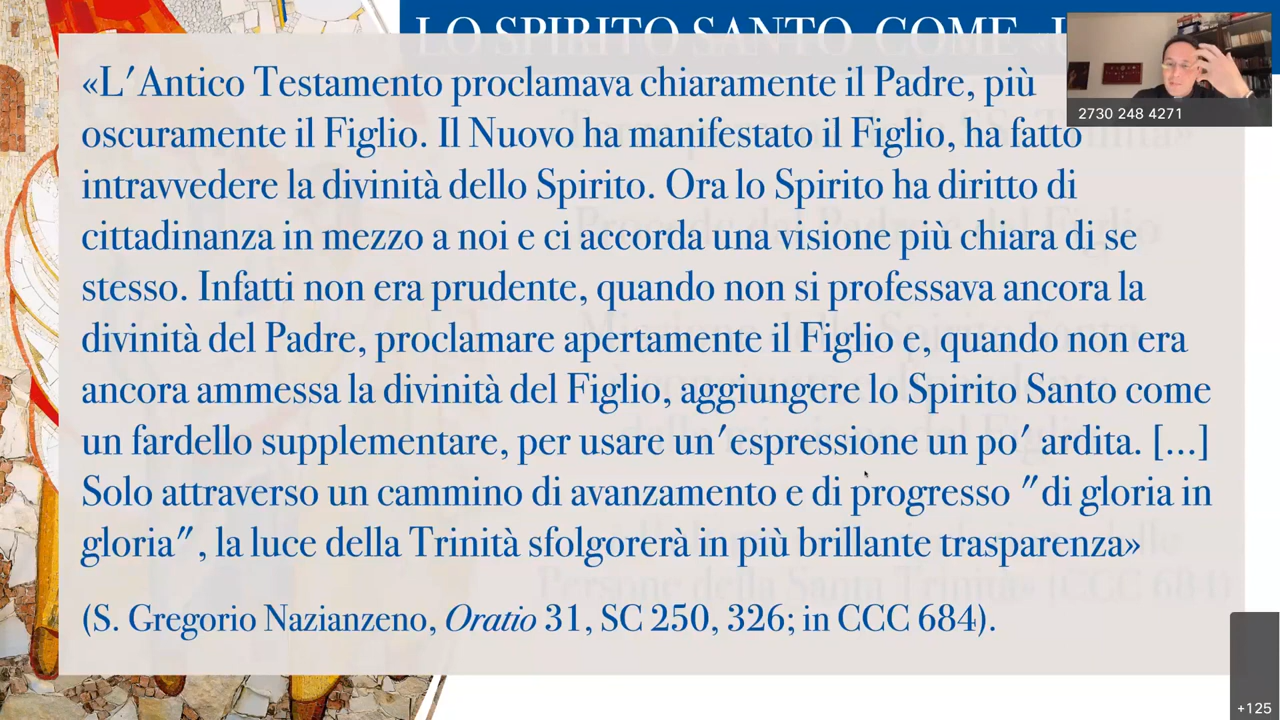 LO SPIRITO SANTO, COME
2730 248 4271
«L'Antico Testamento proclamava chiaramente il Padre, più
oscuramente il Figlio. Il Nuovo ha manifestato il Figlio, ha fatto
intravvedere la divinità dello Spirito. Ora lo Spirito ha diritto di
cittadinanza in mezzo a noi e ci accorda una visione più chiara di se
stesso. Infatti non era prudente, quando non si professava ancora la
divinità del Padre, proclamare apertamente il Figlio e, quando non era
ancora ammessa la divinità del Figlio, aggiungere lo Spirito Santo come
un fardello supplementare, per usare un'espressione un po' ardita. [...]
Solo attraverso un cammino di avanzamento e di progresso "di gloria in
gloria", la luce della Trinità sfolgorerà in più brillante trasparenza»
(S. Gregorio Nazianzeno, Oratio 31, SC 250, 326; in CCC 684).
+125